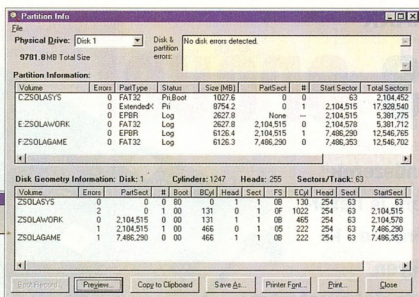 Partition Info
File
Physical Drive: Disk 1
9781.8 MB Total Size
Disk & partition errors:
No disk errors detected.
Partition Information:
Volume Errors PartType Status Size (MB) PartSect # Start Sector Total Sectors
C:ZSOLASYS 0 FAT32 Pri,Boot 1027.6 0 0 63 2,104,452
0 ExtendedX Pri 8754.2 0 1 2,104,515 17,928,540
0 EPBR Log 2627.8 None --- 2,104,515 5,381,775
E:ZSOLAWORK 0 FAT32 Log 2627.8 2,104,515 0 2,104,578 5,381,712
0 EPBR Log 6126.4 2,104,515 1 7,486,290 12,546,765
F:ZSOLAGAME 0 FAT32 Log 6126.3 7,486,290 0 7,486,353 12,546,702
Disk Geometry Information: Disk: 1 Cylinders: 1247 Heads: 255 Sectors/Track: 63
Volume Errors PartSect # Boot BCyl Head Sect FS ECyl Head Sect StartSect
ZSOLASYS 0 0 0 80 0 1 1 0B 130 254 63 63
2 0 1 00 131 0 1 0F 1022 254 63 2,104,515
ZSOLAWORK 0 2,104,515 0 00 131 1 1 0B 465 254 63 2,104,578
1 2,104,515 1 00 466 0 1 05 222 254 63 7,486,290
ZSOLAGAME 1 7,486,290 0 00 466 1 1 0B 222 254 63 7,486,353
Boot Record
Preview...
Copy to Clipboard
Save As...
Printer Font...
Print...
Close